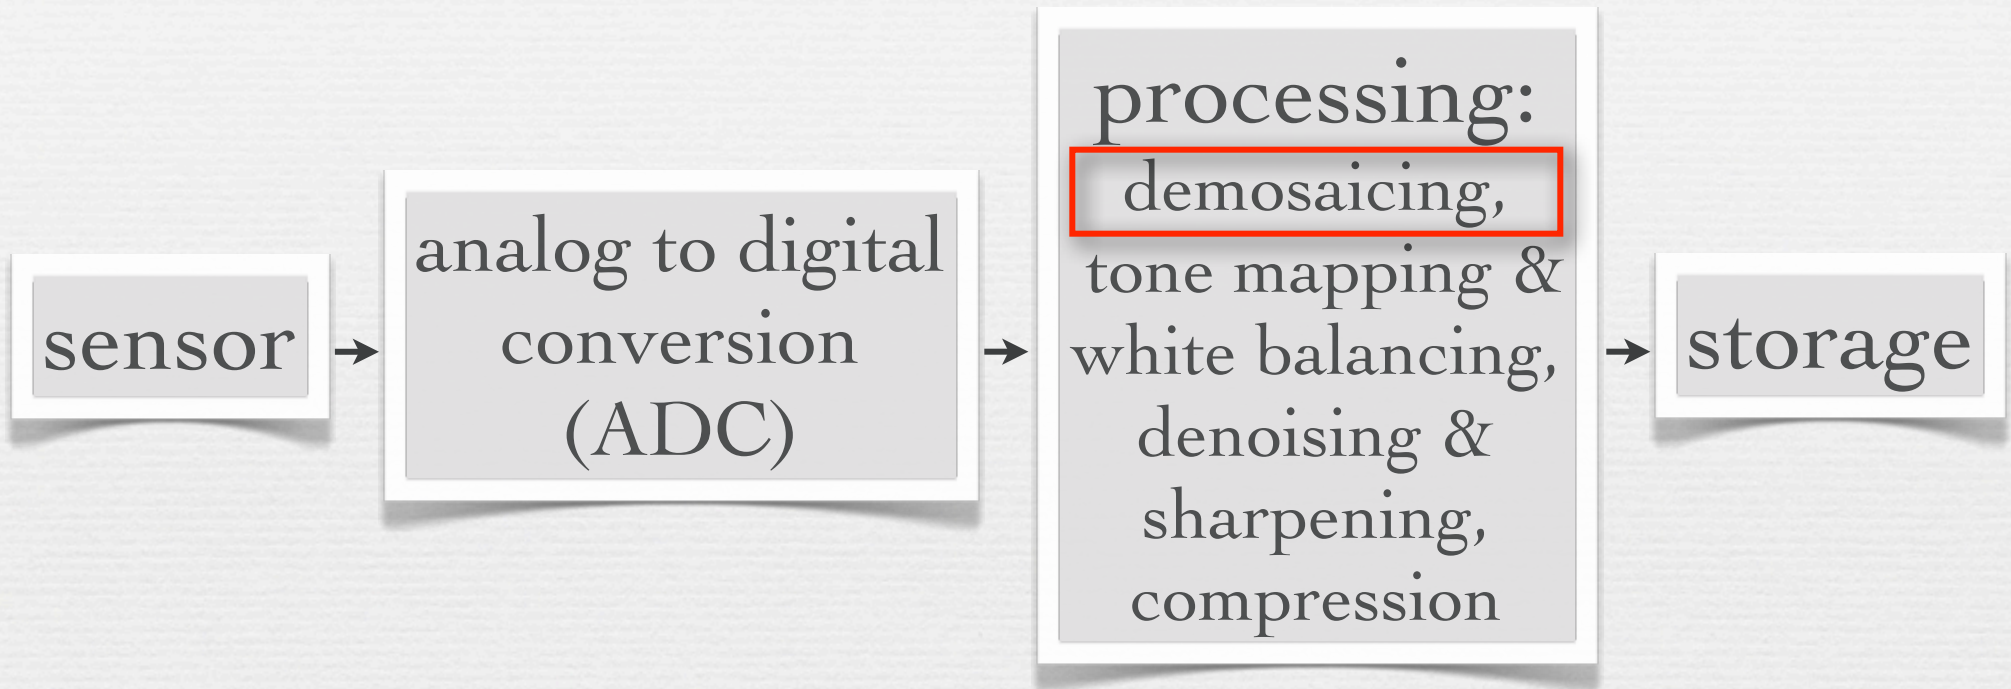 sensor
analog to digital
conversion
(ADC)
processing:
demosaicing,
tone mapping &
white balancing,
denoising &
sharpening,
compression
storage